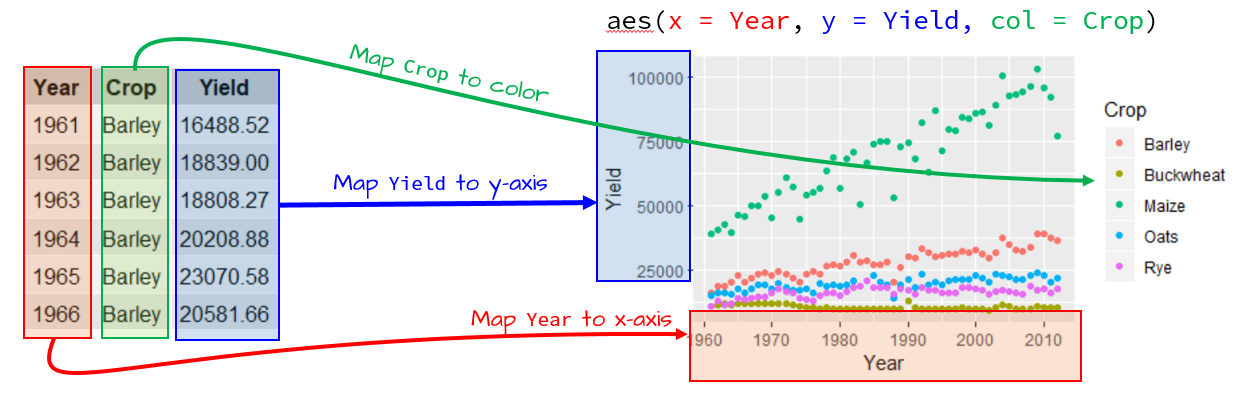 aes(x = Year, y = Yield, col = Crop)
Map Crop to color
Year Crop Yield
1961 Barley 16488.52
1962 Barley 18839.00
1963 Barley 18808.27
1964 Barley 20208.88
1965 Barley 23070.58
1966 Barley 20581.66
Map Yield to y-axis
Map Year to x-axis
Yield
100000
75000
50000
25000
1960 1970 1980 1990 2000 2010
Year
Crop
Barley
Buckwheat
Maize
Oats
Rye